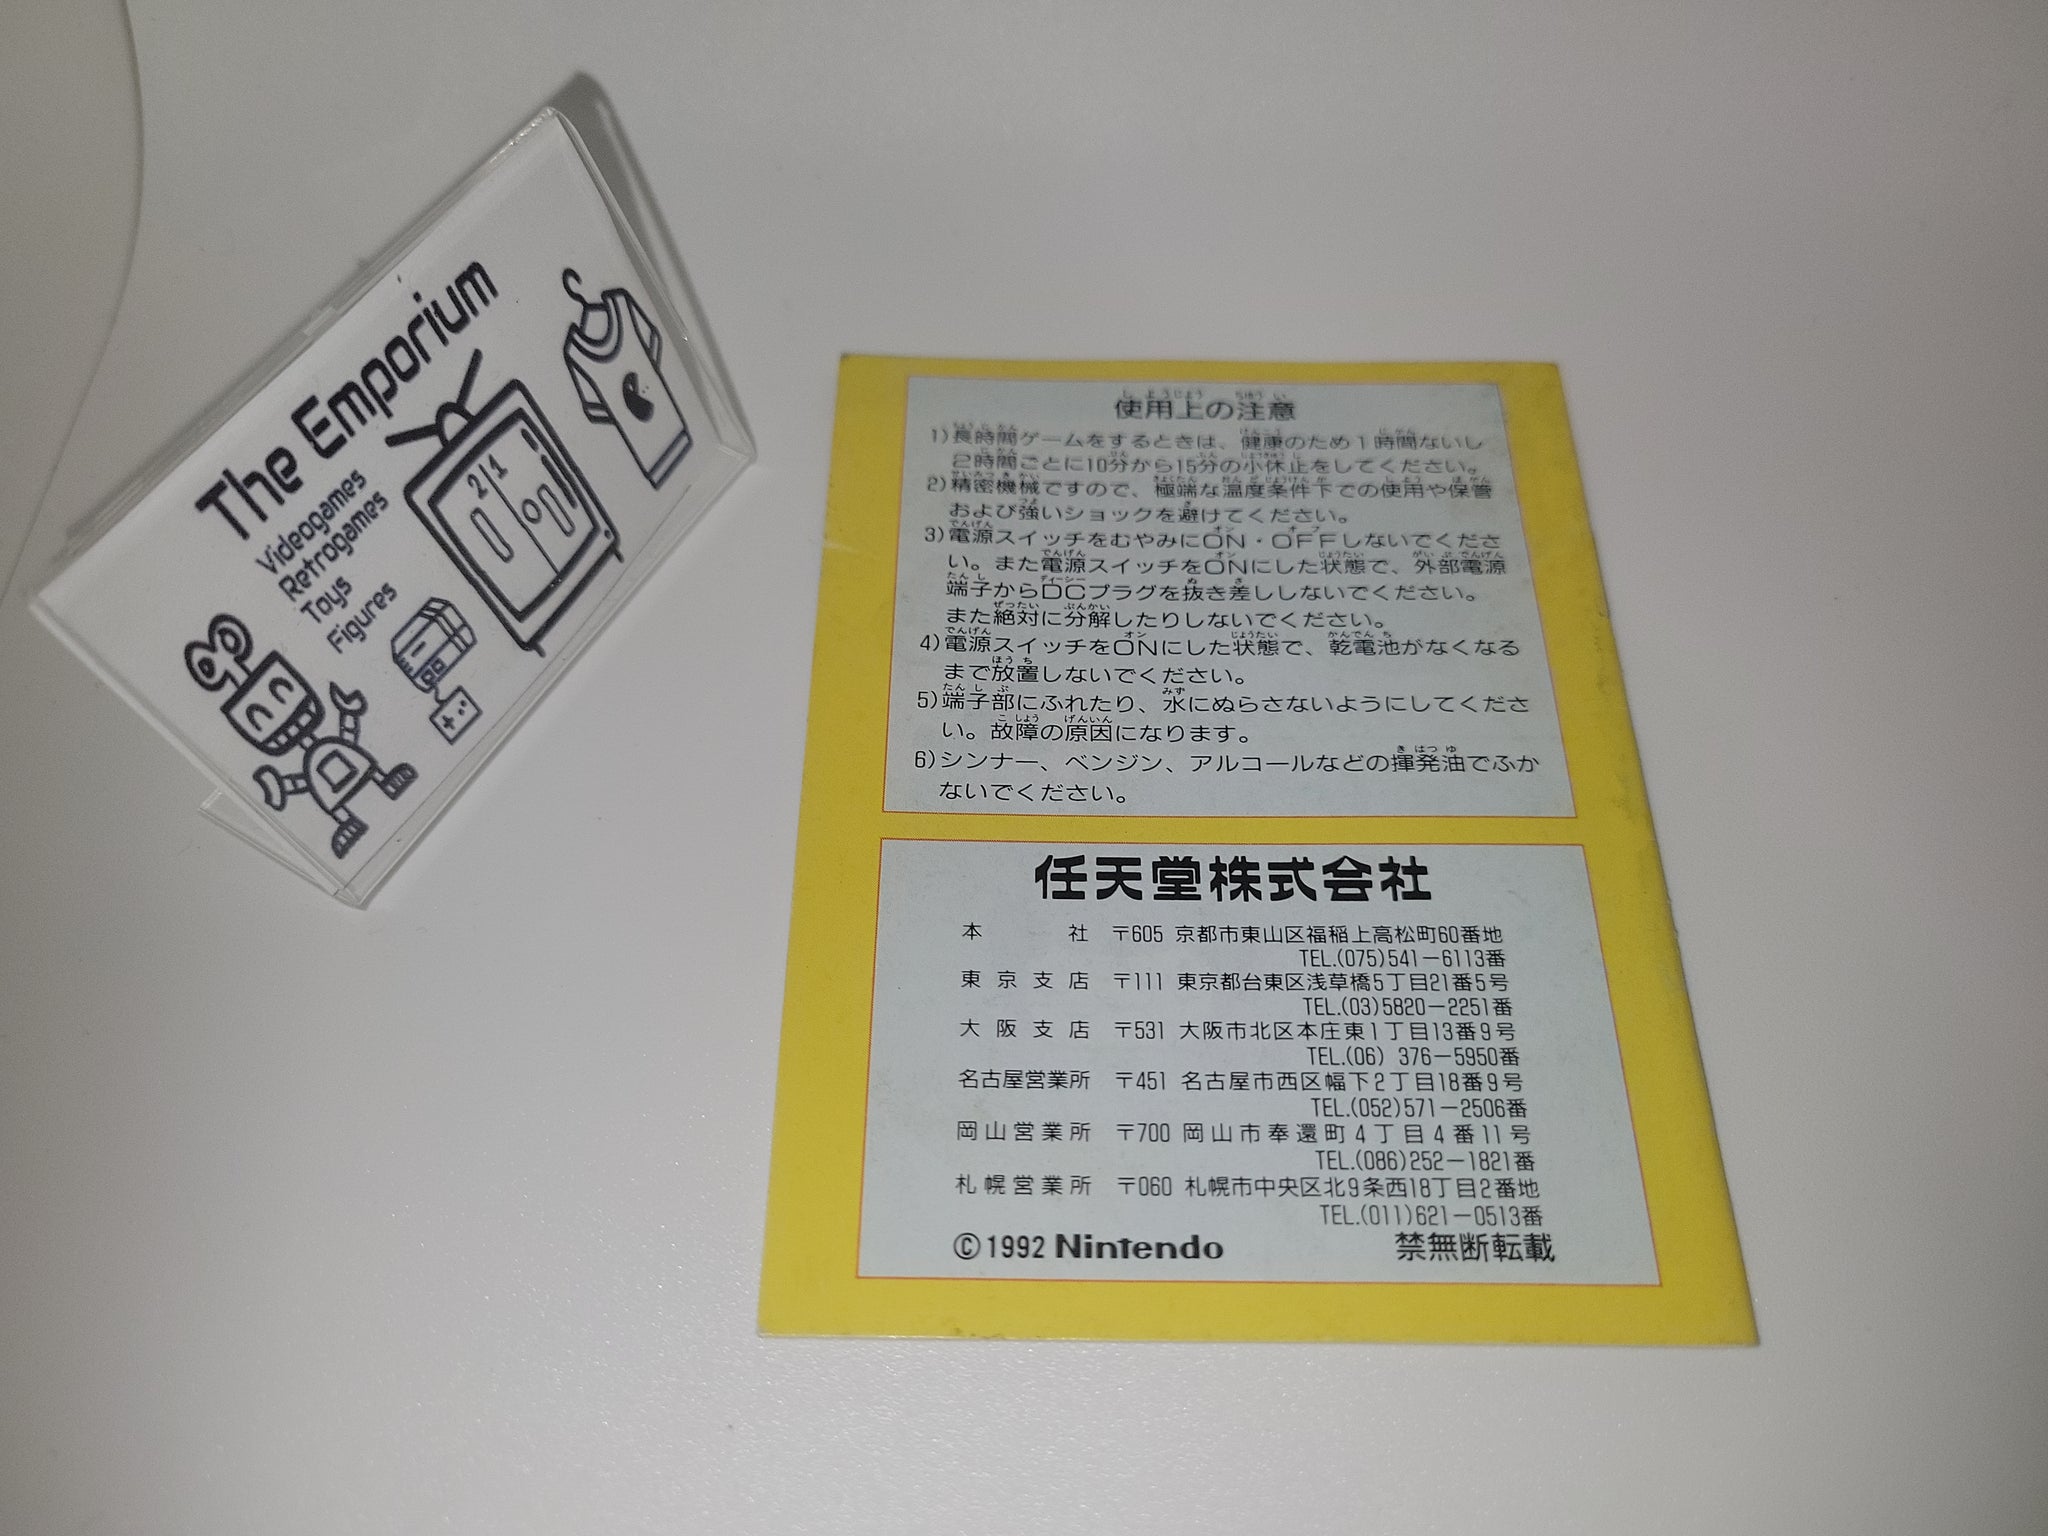 The Emporium
Videogames
Retrogames
Toys
Figures
2 1
使用上の注意
1)長時間ゲームをするときは、健康のため1時間ないし
2時間ごとに10分から15分の小休止をしてください。
2)精密機械ですので、極端な温度条件下での使用や保管
および強いショックを避けてください。
3)電源スイッチをむやみにON・OFFしないでくださ
い。また電源スイッチをONにした状態で、外部電源
端子からDCプラグを抜き差ししないでください。
また絶対に分解したりしないでください。
4)電源スイッチをONにした状態で、乾電池がなくなる
まで放置しないでください。
5)端子部にふれたり、水にぬらさないようにしてくださ
い。故障の原因になります。
6)シンナー、ベンジン、アルコールなどの揮発油でふか
ないでください。
任天堂株式会社
本 社 〒605 京都市東山区福稲上高松町60番地
TEL.(075)541-6113番
東京支店 〒111 東京都台東区浅草橋5丁目21番5号
TEL.(03)5820-2251番
大阪支店 〒531 大阪市北区本庄東1丁目13番9号
TEL.(06) 376-5950番
名古屋営業所 〒451 名古屋市西区幅下2丁目18番9号
TEL.(052)571-2506番
岡山営業所 〒700 岡山市奉還町4丁目4番11号
TEL.(086)252-1821番
札幌営業所 〒060 札幌市中央区北9条西18丁目2番地
TEL.(011)621-0513番
©1992 Nintendo 禁無断転載